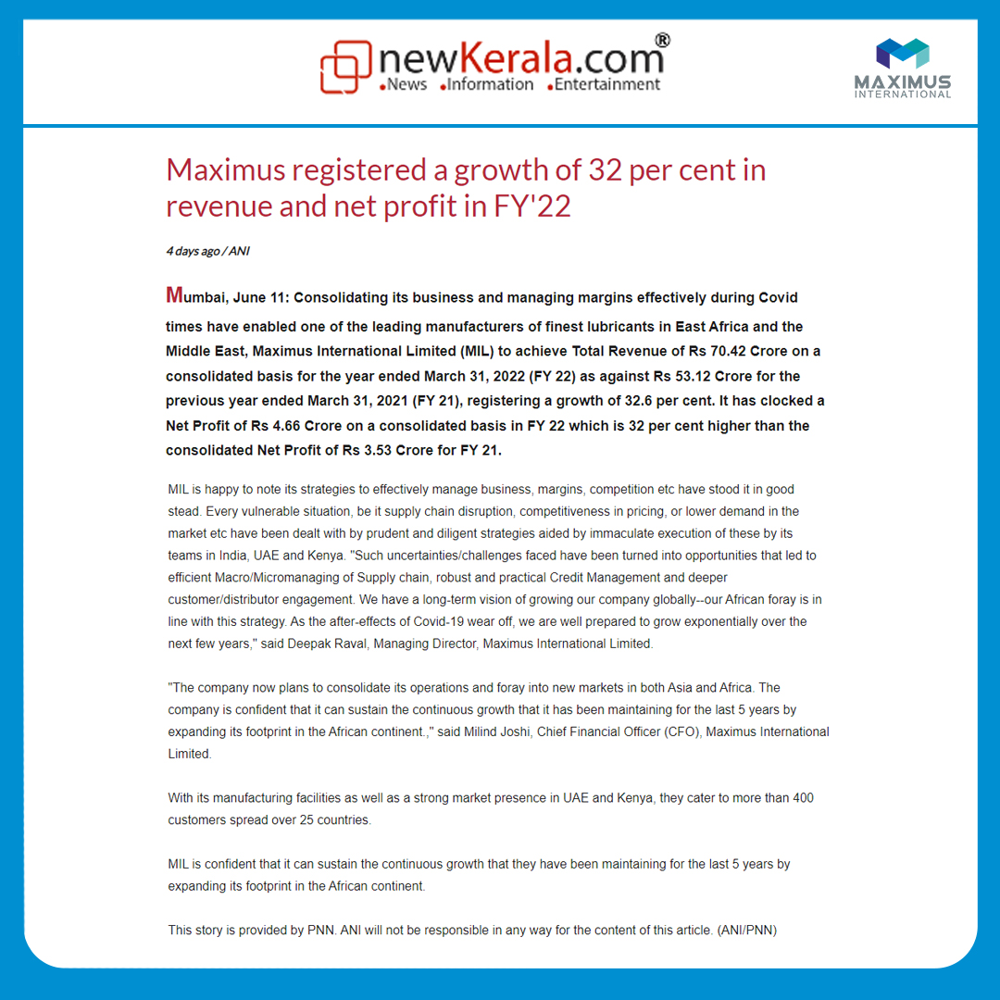 newKerala.com®
•News •Information •Entertainment
MAXIMUS
INTERNATIONAL
Maximus registered a growth of 32 per cent in
revenue and net profit in FY'22
4 days ago / ANI
Mumbai, June 11: Consolidating its business and managing margins effectively during Covid
times have enabled one of the leading manufacturers of finest lubricants in East Africa and the
Middle East, Maximus International Limited (MIL) to achieve Total Revenue of Rs 70.42 Crore on a
consolidated basis for the year ended March 31, 2022 (FY 22) as against Rs 53.12 Crore for the
previous year ended March 31, 2021 (FY 21), registering a growth of 32.6 per cent. It has clocked a
Net Profit of Rs 4.66 Crore on a consolidated basis in FY 22 which is 32 per cent higher than the
consolidated Net Profit of Rs 3.53 Crore for FY 21.
MIL is happy to note its strategies to effectively manage business, margins, competition etc have stood it in good
stead. Every vulnerable situation, be it supply chain disruption, competitiveness in pricing, or lower demand in the
market etc have been dealt with by prudent and diligent strategies aided by immaculate execution of these by its
teams in India, UAE and Kenya. "Such uncertainties/challenges faced have been turned into opportunities that led to
efficient Macro/Micromanaging of Supply chain, robust and practical Credit Management and deeper
customer/distributor engagement. We have a long-term vision of growing our company globally--our African foray is in
line with this strategy. As the after-effects of Covid-19 wear off, we are well prepared to grow exponentially over the
next few years," said Deepak Raval, Managing Director, Maximus International Limited.
"The company now plans to consolidate its operations and foray into new markets in both Asia and Africa. The
company is confident that it can sustain the continuous growth that it has been maintaining for the last 5 years by
expanding its footprint in the African continent.," said Milind Joshi, Chief Financial Officer (CFO), Maximus International
Limited.
With its manufacturing facilities as well as a strong market presence in UAE and Kenya, they cater to more than 400
customers spread over 25 countries.
MIL is confident that it can sustain the continuous growth that they have been maintaining for the last 5 years by
expanding its footprint in the African continent.
This story is provided by PNN. ANI will not be responsible in any way for the content of this article. (ANI/PNN)